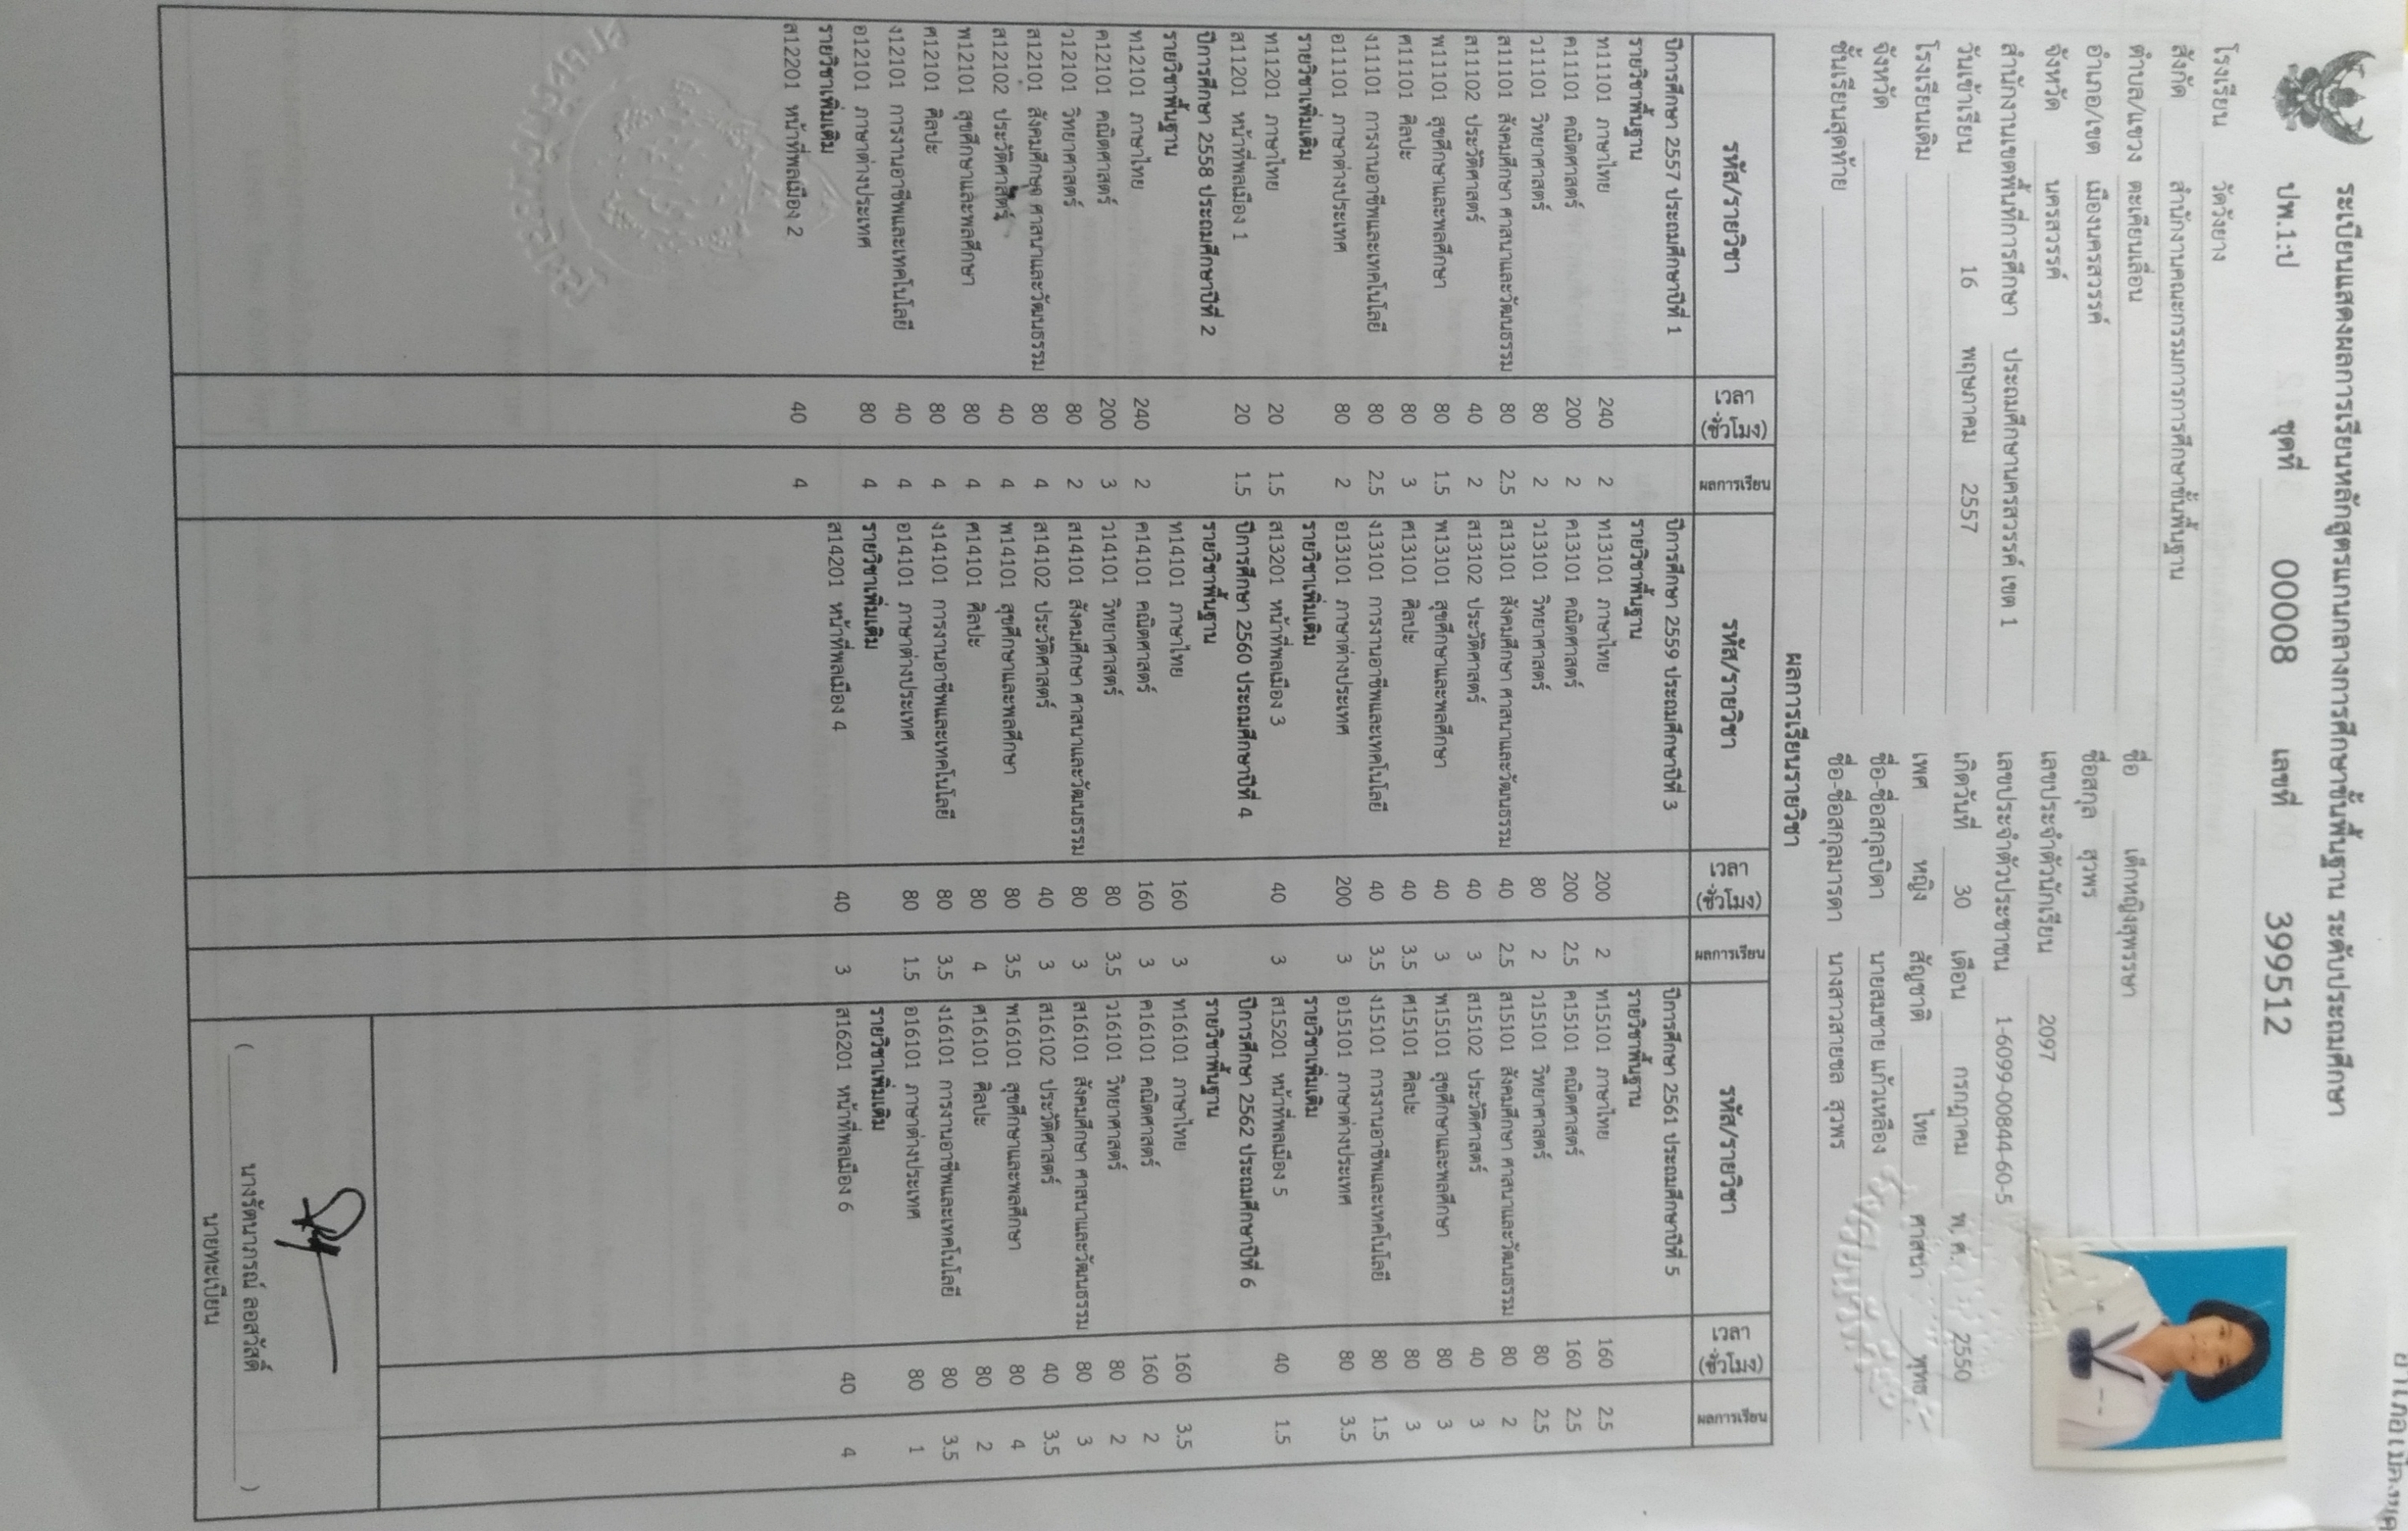 ระเบียนแสดงผลการเรียนหลักสูตรแกนกลางการศึกษาขั้นพื้นฐาน ระดับประถมศึกษา
ปพ.1:ป ชุดที่ 00008 เลขที่ 399512
โรงเรียน วัดวังยาง
สังกัด สำนักงานคณะกรรมการการศึกษาขั้นพื้นฐาน
ตำบล/แขวง ตะเคียนเลื่อน
อำเภอ/เขต เมืองนครสวรรค์
จังหวัด นครสวรรค์
สำนักงานเขตพื้นที่การศึกษา ประถมศึกษานครสวรรค์ เขต 1
วันเข้าเรียน 16 พฤษภาคม 2557
โรงเรียนเดิม
จังหวัด
ชั้นเรียนสุดท้าย
ชื่อ เด็กหญิงสุพรรษา
ชื่อสกุล สุวพร
เลขประจำตัวนักเรียน 2097
เลขประจำตัวประชาชน 1-6099-00844-60-5
เกิดวันที่ 30 เดือน กรกฎาคม พ.ศ. 2550
เพศ หญิง สัญชาติ ไทย ศาสนา พุทธ
ชื่อ-ชื่อสกุลบิดา นายสมชาย แก้วเหลือง
ชื่อ-ชื่อสกุลมารดา นางสาวสายชล สุวพร
ผลการเรียนรายวิชา
รหัส/รายวิชา เวลา (ชั่วโมง) ผลการเรียน
ปีการศึกษา 2557 ประถมศึกษาปีที่ 1
รายวิชาพื้นฐาน
ท11101 ภาษาไทย 240 2
ค11101 คณิตศาสตร์ 200 2
ว11101 วิทยาศาสตร์ 80 2
ส11101 สังคมศึกษา ศาสนาและวัฒนธรรม 80 2.5
ส11102 ประวัติศาสตร์ 40 2
พ11101 สุขศึกษาและพลศึกษา 80 1.5
ศ11101 ศิลปะ 80 3
ง11101 การงานอาชีพและเทคโนโลยี 80 2.5
อ11101 ภาษาต่างประเทศ 80 2
รายวิชาเพิ่มเติม
ท11201 ภาษาไทย 20 1.5
ส11201 หน้าที่พลเมือง 1 20 1.5
ปีการศึกษา 2558 ประถมศึกษาปีที่ 2
รายวิชาพื้นฐาน
ท12101 ภาษาไทย 240 2
ค12101 คณิตศาสตร์ 200 3
ว12101 วิทยาศาสตร์ 80 2
ส12101 สังคมศึกษา ศาสนาและวัฒนธรรม 80 4
ส12102 ประวัติศาสตร์ 40 4
พ12101 สุขศึกษาและพลศึกษา 80 4
ศ12101 ศิลปะ 80 4
ง12101 การงานอาชีพและเทคโนโลยี 40 4
อ12101 ภาษาต่างประเทศ 80 4
รายวิชาเพิ่มเติม
ส12201 หน้าที่พลเมือง 2 40 4
รหัส/รายวิชา เวลา (ชั่วโมง) ผลการเรียน
ปีการศึกษา 2559 ประถมศึกษาปีที่ 3
รายวิชาพื้นฐาน
ท13101 ภาษาไทย 200 2
ค13101 คณิตศาสตร์ 200 2.5
ว13101 วิทยาศาสตร์ 80 2
ส13101 สังคมศึกษา ศาสนาและวัฒนธรรม 40 2.5
ส13102 ประวัติศาสตร์ 40 3
พ13101 สุขศึกษาและพลศึกษา 40 3
ศ13101 ศิลปะ 40 3.5
ง13101 การงานอาชีพและเทคโนโลยี 40 3.5
อ13101 ภาษาต่างประเทศ 200 3
รายวิชาเพิ่มเติม
ส13201 หน้าที่พลเมือง 3 40 3
ปีการศึกษา 2560 ประถมศึกษาปีที่ 4
รายวิชาพื้นฐาน
ท14101 ภาษาไทย 160 3
ค14101 คณิตศาสตร์ 160 3
ว14101 วิทยาศาสตร์ 80 3.5
ส14101 สังคมศึกษา ศาสนาและวัฒนธรรม 80 3
ส14102 ประวัติศาสตร์ 40 3
พ14101 สุขศึกษาและพลศึกษา 80 3.5
ศ14101 ศิลปะ 80 4
ง14101 การงานอาชีพและเทคโนโลยี 80 3.5
อ14101 ภาษาต่างประเทศ 80 1.5
รายวิชาเพิ่มเติม
ส14201 หน้าที่พลเมือง 4 40 3
รหัส/รายวิชา เวลา (ชั่วโมง) ผลการเรียน
ปีการศึกษา 2561 ประถมศึกษาปีที่ 5
รายวิชาพื้นฐาน
ท15101 ภาษาไทย 160 2.5
ค15101 คณิตศาสตร์ 160 2.5
ว15101 วิทยาศาสตร์ 80 2.5
ส15101 สังคมศึกษา ศาสนาและวัฒนธรรม 80 2
ส15102 ประวัติศาสตร์ 40 3
พ15101 สุขศึกษาและพลศึกษา 80 3
ศ15101 ศิลปะ 80 3
ง15101 การงานอาชีพและเทคโนโลยี 80 1.5
อ15101 ภาษาต่างประเทศ 80 3.5
รายวิชาเพิ่มเติม
ส15201 หน้าที่พลเมือง 5 40 1.5
ปีการศึกษา 2562 ประถมศึกษาปีที่ 6
รายวิชาพื้นฐาน
ท16101 ภาษาไทย 160 3.5
ค16101 คณิตศาสตร์ 160 2
ว16101 วิทยาศาสตร์ 80 2
ส16101 สังคมศึกษา ศาสนาและวัฒนธรรม 80 3
ส16102 ประวัติศาสตร์ 40 3.5
พ16101 สุขศึกษาและพลศึกษา 80 4
ศ16101 ศิลปะ 80 2
ง16101 การงานอาชีพและเทคโนโลยี 80 3.5
อ16101 ภาษาต่างประเทศ 80 1
รายวิชาเพิ่มเติม
ส16201 หน้าที่พลเมือง 6 40 4
( นางรัตนาภรณ์ ลอสวัสดิ์ )
นายทะเบียน